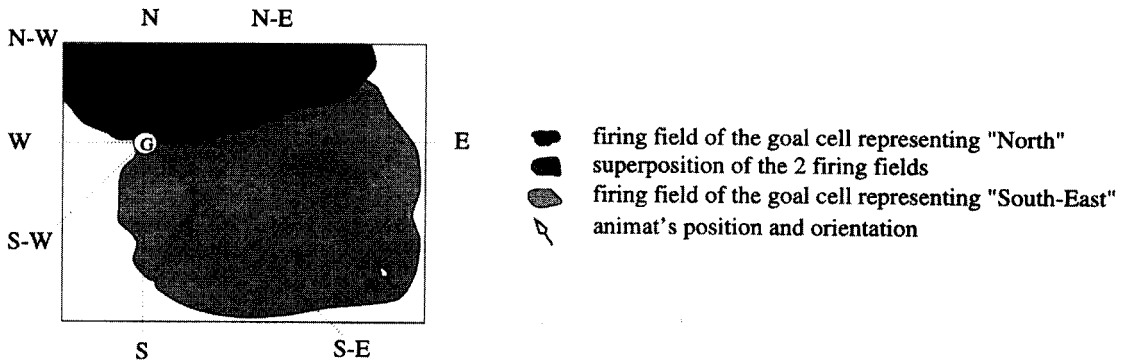 N N-E
N-W
W G E
S-W
S S-E
firing field of the goal cell representing "North"
superposition of the 2 firing fields
firing field of the goal cell representing "South-East"
animat's position and orientation